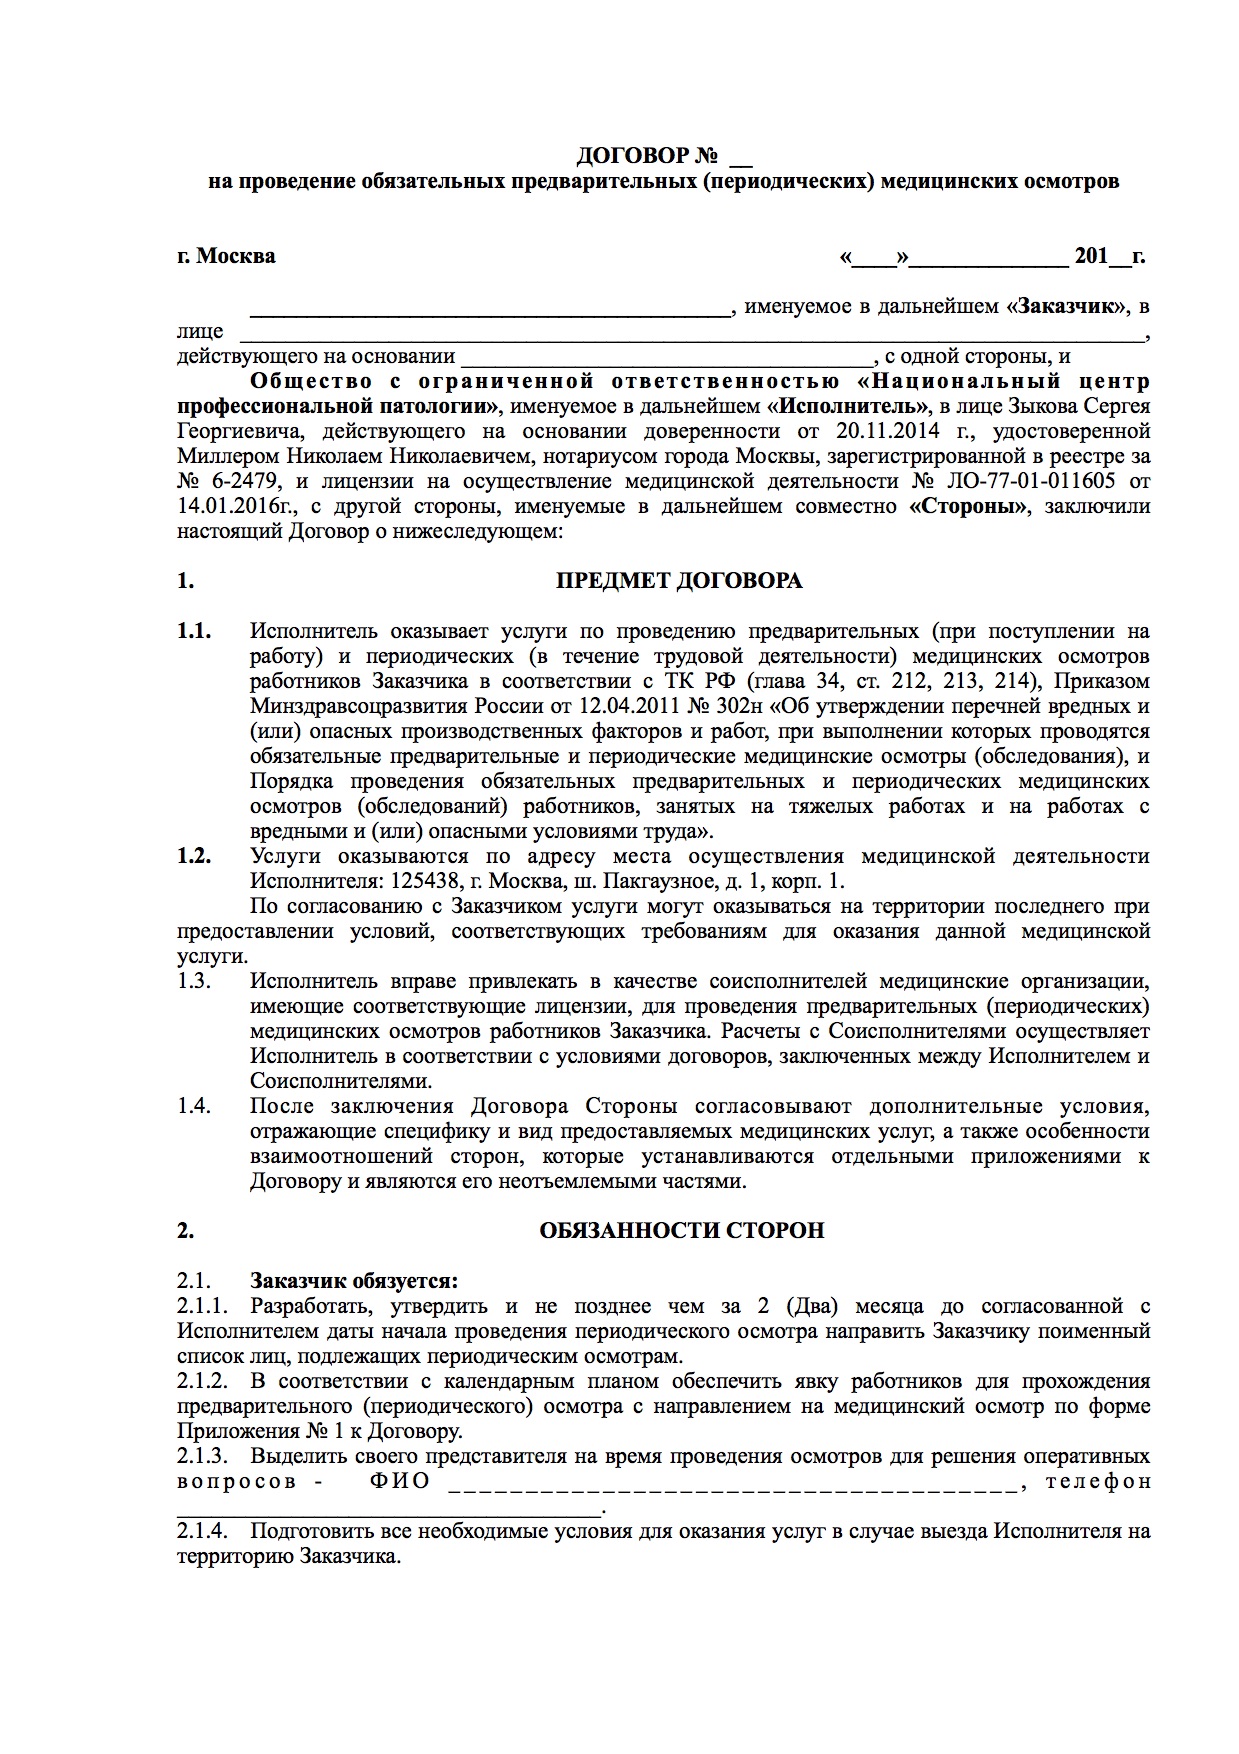 ДОГОВОР № __
на проведение обязательных предварительных (периодических) медицинских осмотров
г. Москва «____»______________ 201__г.
__________________________________________, именуемое в дальнейшем «Заказчик», в
лице _______________________________________________________________________________,
действующего на основании ____________________________________, с одной стороны, и
Общество с ограниченной ответственностью «Национальный центр
профессиональной патологии», именуемое в дальнейшем «Исполнитель», в лице Зыкова Сергея
Георгиевича, действующего на основании доверенности от 20.11.2014 г., удостоверенной
Миллером Николаем Николаевичем, нотариусом города Москвы, зарегистрированной в реестре за
№ 6-2479, и лицензии на осуществление медицинской деятельности № ЛО-77-01-011605 от
14.01.2016г., с другой стороны, именуемые в дальнейшем совместно «Стороны», заключили
настоящий Договор о нижеследующем:
1. ПРЕДМЕТ ДОГОВОРА
1.1. Исполнитель оказывает услуги по проведению предварительных (при поступлении на
работу) и периодических (в течение трудовой деятельности) медицинских осмотров
работников Заказчика в соответствии с ТК РФ (глава 34, ст. 212, 213, 214), Приказом
Минздравсоцразвития России от 12.04.2011 № 302н «Об утверждении перечней вредных и
(или) опасных производственных факторов и работ, при выполнении которых проводятся
обязательные предварительные и периодические медицинские осмотры (обследования), и
Порядка проведения обязательных предварительных и периодических медицинских
осмотров (обследований) работников, занятых на тяжелых работах и на работах с
вредными и (или) опасными условиями труда».
1.2. Услуги оказываются по адресу места осуществления медицинской деятельности
Исполнителя: 125438, г. Москва, ш. Пакгаузное, д. 1, корп. 1.
По согласованию с Заказчиком услуги могут оказываться на территории последнего при
предоставлении условий, соответствующих требованиям для оказания данной медицинской
услуги.
1.3. Исполнитель вправе привлекать в качестве соисполнителей медицинские организации,
имеющие соответствующие лицензии, для проведения предварительных (периодических)
медицинских осмотров работников Заказчика. Расчеты с Соисполнителями осуществляет
Исполнитель в соответствии с условиями договоров, заключенных между Исполнителем и
Соисполнителями.
1.4. После заключения Договора Стороны согласовывают дополнительные условия,
отражающие специфику и вид предоставляемых медицинских услуг, а также особенности
взаимоотношений сторон, которые устанавливаются отдельными приложениями к
Договору и являются его неотъемлемыми частями.
2. ОБЯЗАННОСТИ СТОРОН
2.1. Заказчик обязуется:
2.1.1. Разработать, утвердить и не позднее чем за 2 (Два) месяца до согласованной с
Исполнителем даты начала проведения периодического осмотра направить Заказчику поименный
список лиц, подлежащих периодическим осмотрам.
2.1.2. В соответствии с календарным планом обеспечить явку работников для прохождения
предварительного (периодического) осмотра с направлением на медицинский осмотр по форме
Приложения № 1 к Договору.
2.1.3. Выделить своего представителя на время проведения осмотров для решения оперативных
вопросов - ФИО _____________________________________, телефон
_____________________________________.
2.1.4. Подготовить все необходимые условия для оказания услуг в случае выезда Исполнителя на
территорию Заказчика.